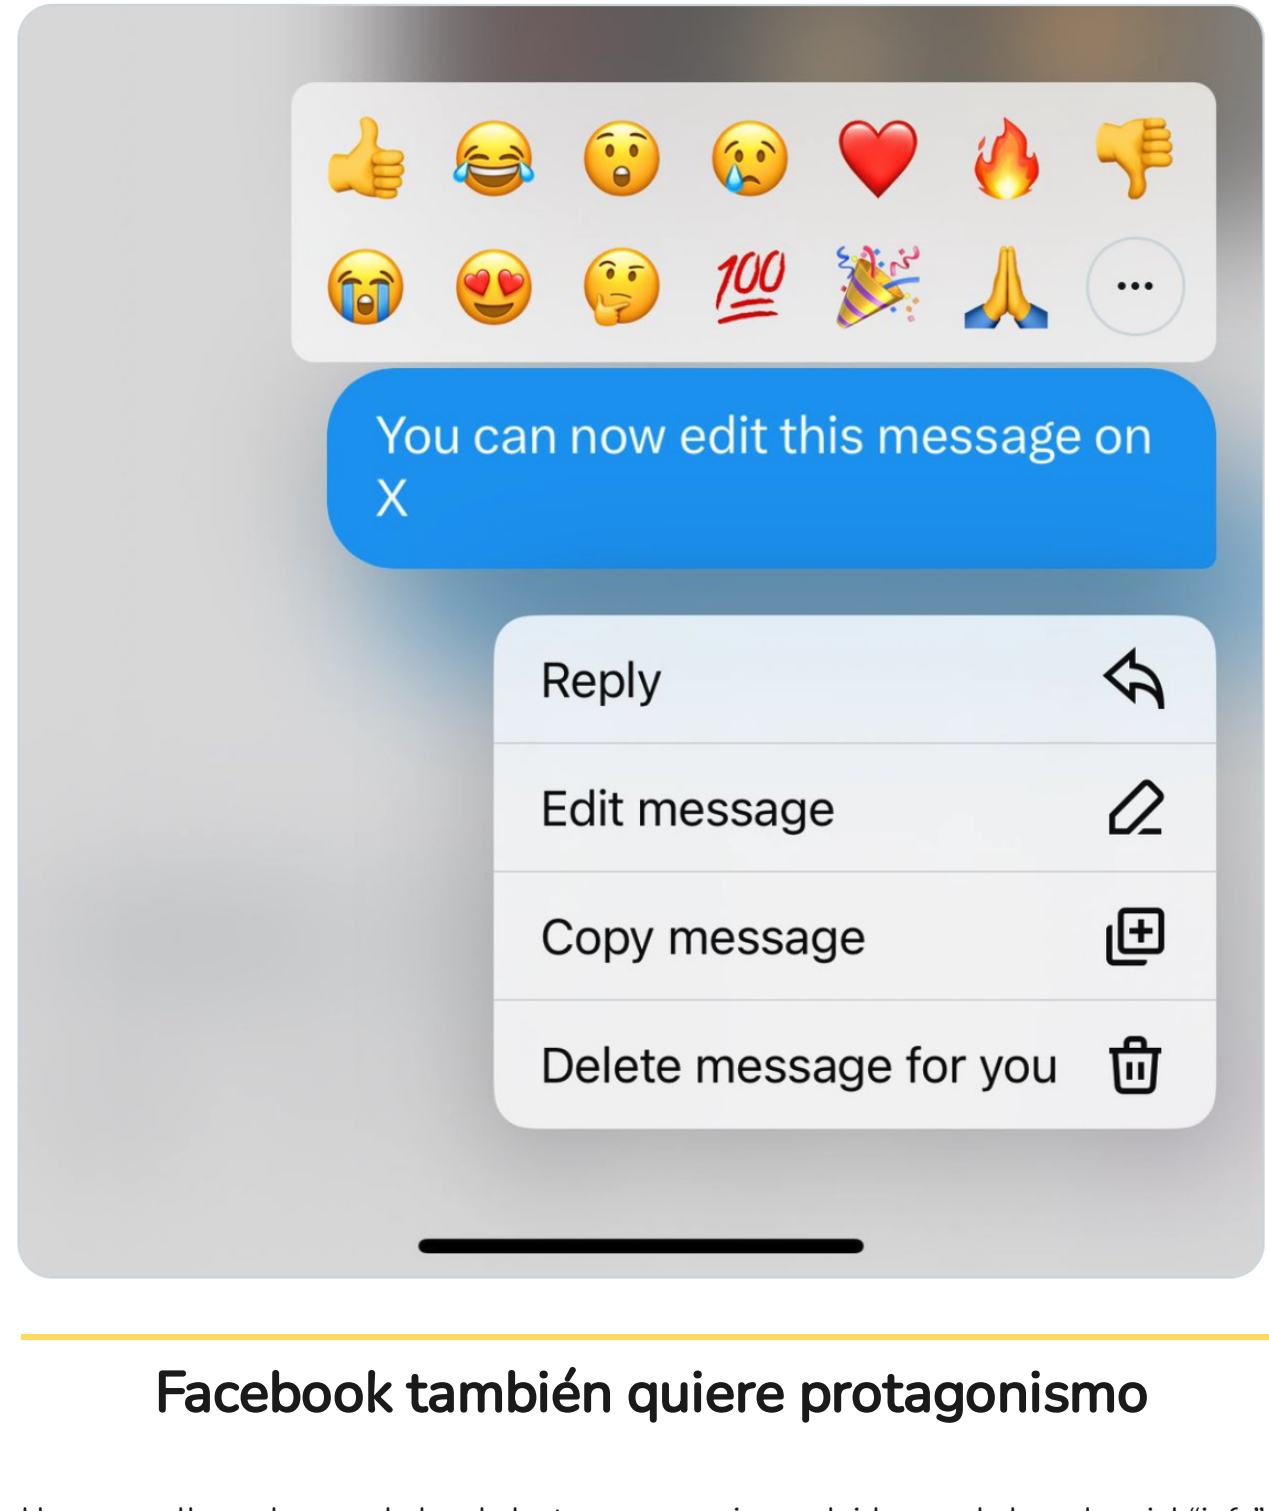 You can now edit this message on
X
Reply
Edit message
Copy message
Delete message for you
Facebook también quiere protagonismo